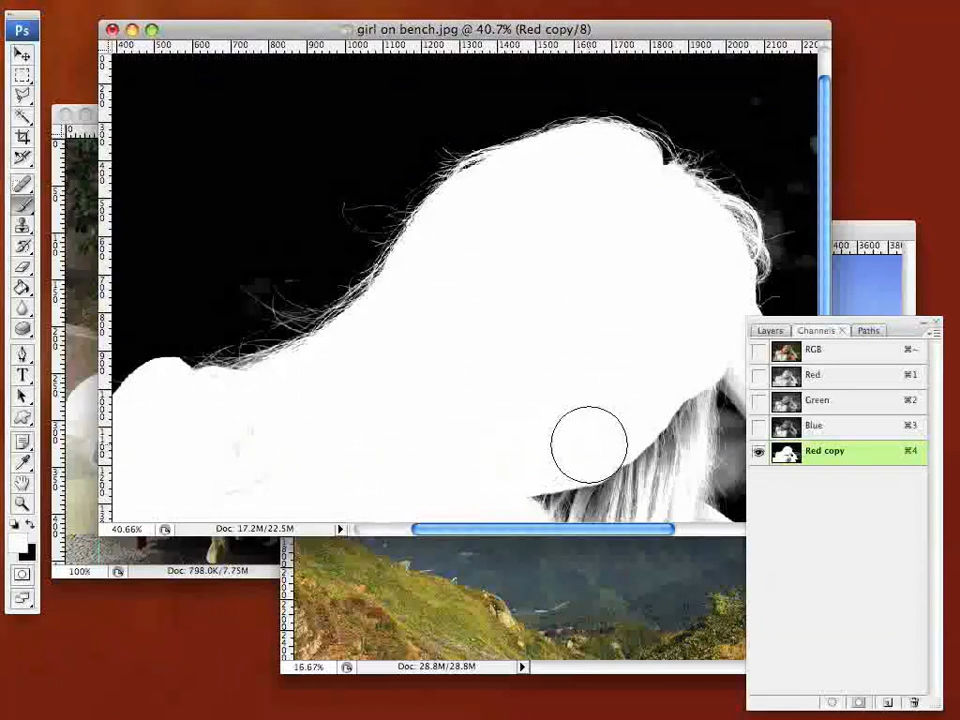 Ps
girl on bench.jpg @ 40.7% (Red copy/8)
400 500 600 700 800 900 1000 1100 1200 1300 1400 1500 1600 1700 1800 1900 2000 2100
3600
Layers Channels × Paths
RGB ⌘~
Red ⌘1
Green ⌘2
Blue ⌘3
Red copy ⌘4
T
40.66% Doc: 17.2M/22.5M
100% Doc: 798.0K/7.75M
16.67% Doc: 28.8M/28.8M